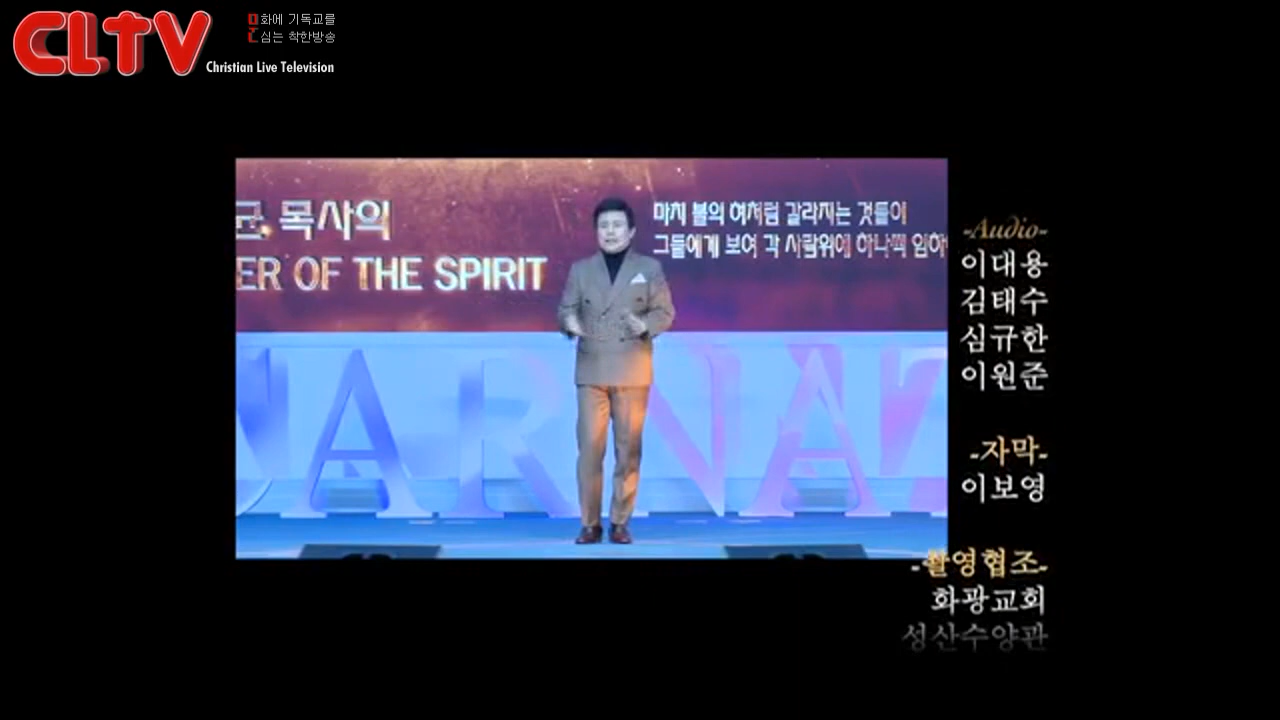 CLTV
문화에 기독교를
심는 착한방송
Christian Live Television
균 목사의
ER OF THE SPIRIT
마치 불의 혀처럼 갈라지는 것들이
그들에게 보여 각 사람위에 하나씩 임하
ARNA
-Audio-
이대용
김태수
심규한
이원준
-자막-
이보영
-촬영협조-
화광교회
성산수양관